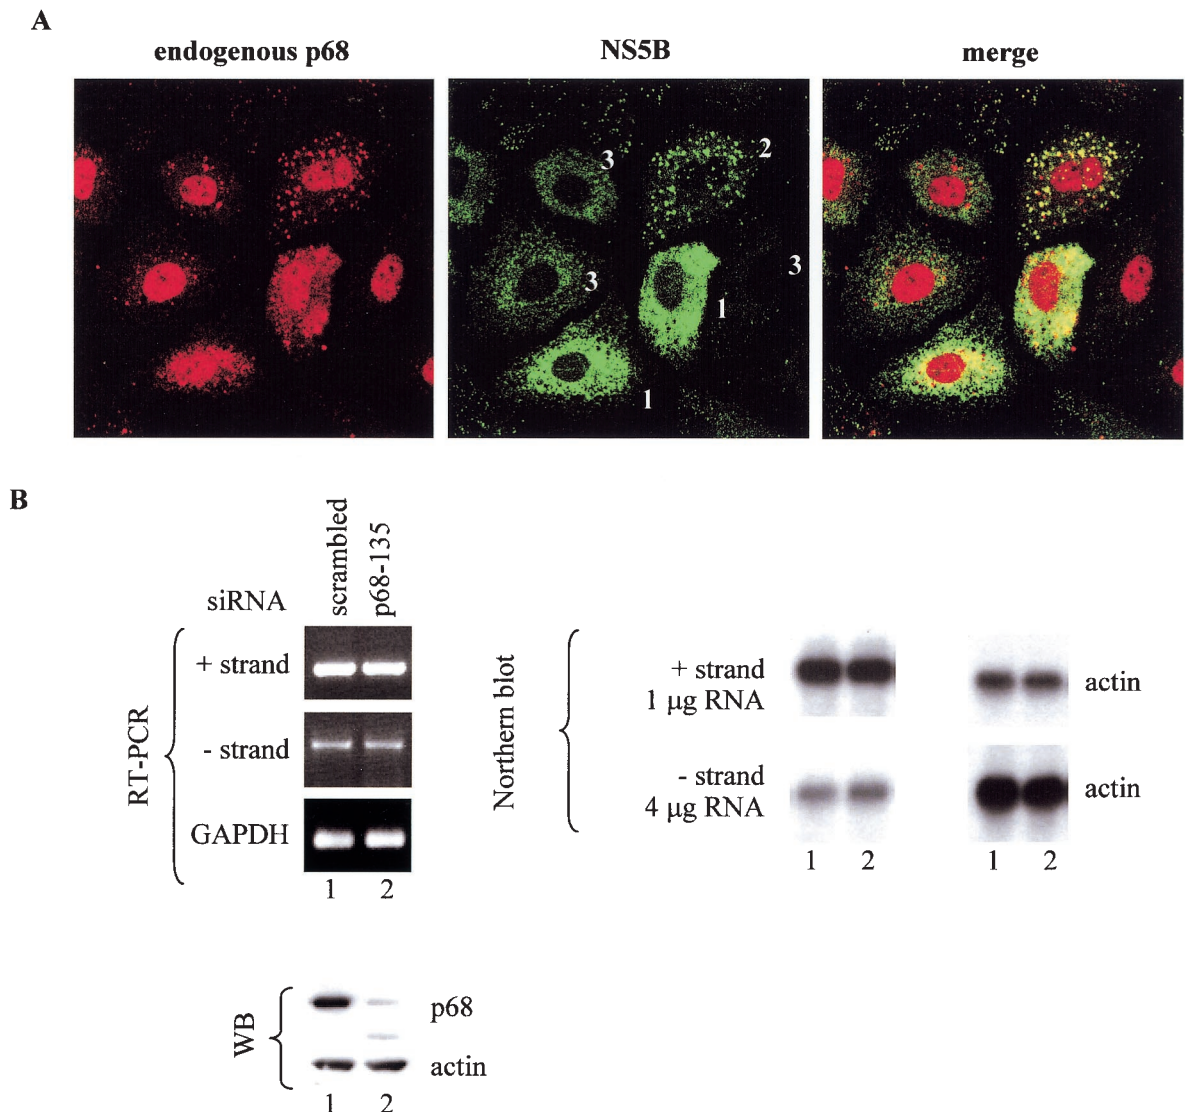 A
endogenous p68
NS5B
merge
3
2
3
3
1
1
B
siRNA
scrambled
p68-135
RT-PCR
+ strand
- strand
GAPDH
1 2
Northern blot
+ strand
1 µg RNA
actin
- strand
4 µg RNA
actin
1 2
1 2
WB
p68
actin
1 2